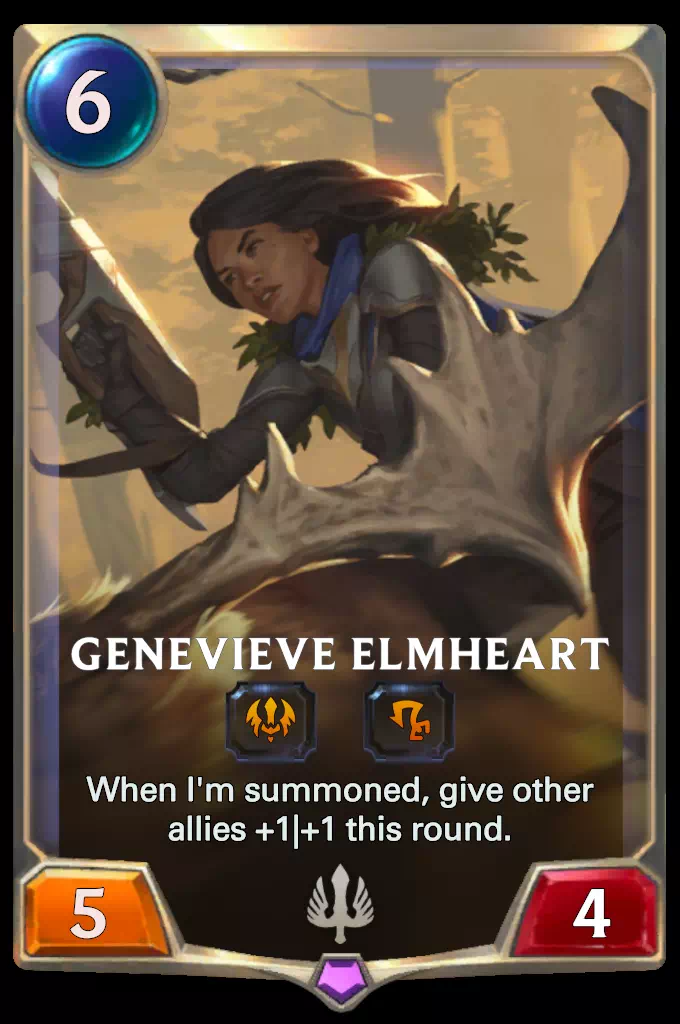 6
GENEVIEVE ELMHEART
When I'm summoned, give other
allies +1|+1 this round.
5
4